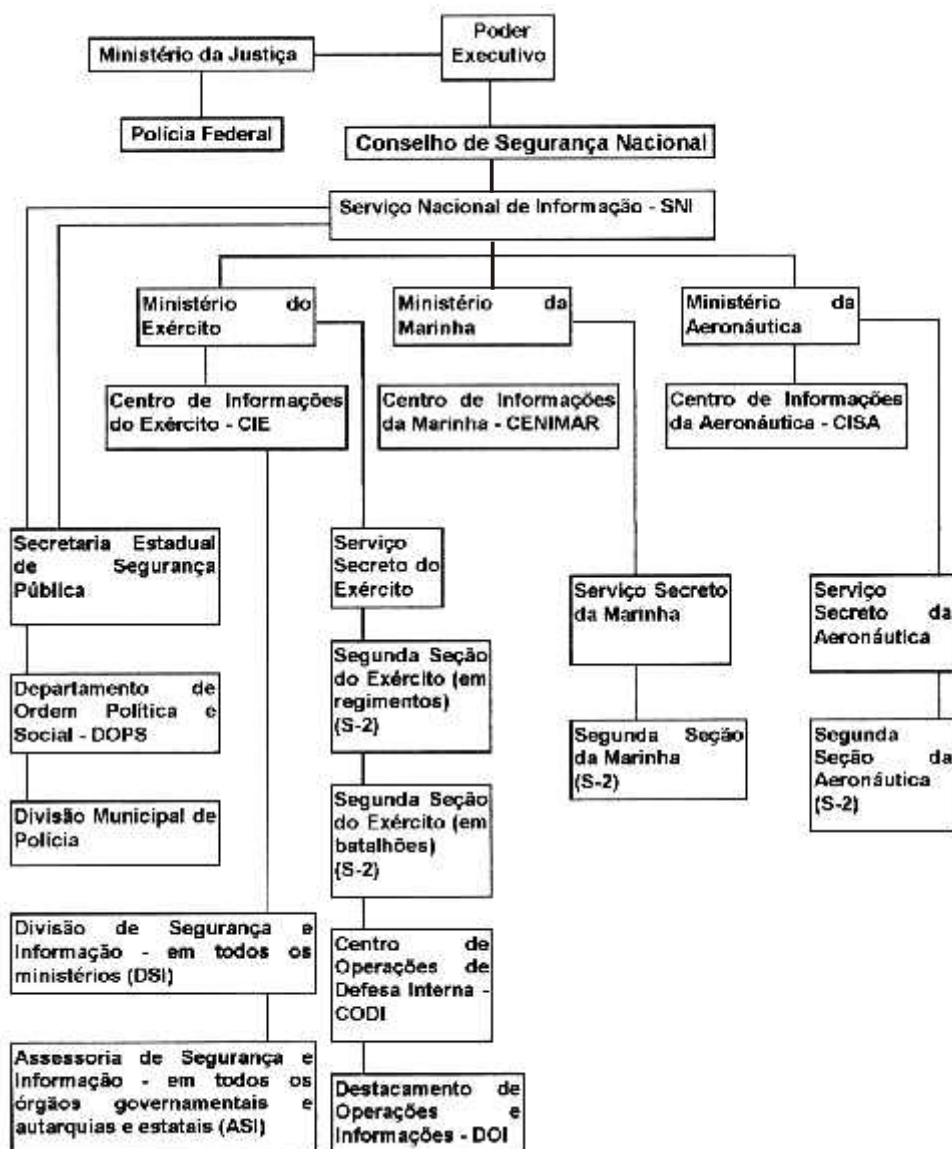 Poder
Executivo
Ministério da Justiça
Polícia Federal
Conselho de Segurança Nacional
Serviço Nacional de Informação - SNI
Ministério do
Exército
Ministério da
Marinha
Ministério da
Aeronáutica
Centro de Informações
do Exército - CIE
Centro de Informações
da Marinha - CENIMAR
Centro de Informações
da Aeronáutica - CISA
Secretaria Estadual
de Segurança
Pública
Serviço
Secreto do
Exército
Serviço Secreto
da Marinha
Serviço
Secreto da
Aeronáutica
Departamento de
Ordem Política e
Social - DOPS
Segunda Seção
do Exército (em
regimentos)
(S-2)
Segunda Seção
da Marinha
(S-2)
Segunda
Seção da
Aeronáutica
(S-2)
Divisão Municipal de
Polícia
Segunda Seção
do Exército (em
batalhões)
(S-2)
Divisão de Segurança e
Informação - em todos os
ministérios (DSI)
Centro de
Operações de
Defesa Interna -
CODI
Assessoria de Segurança e
Informação - em todos os
órgãos governamentais e
autarquias e estatais (ASI)
Destacamento de
Operações e
Informações - DOI